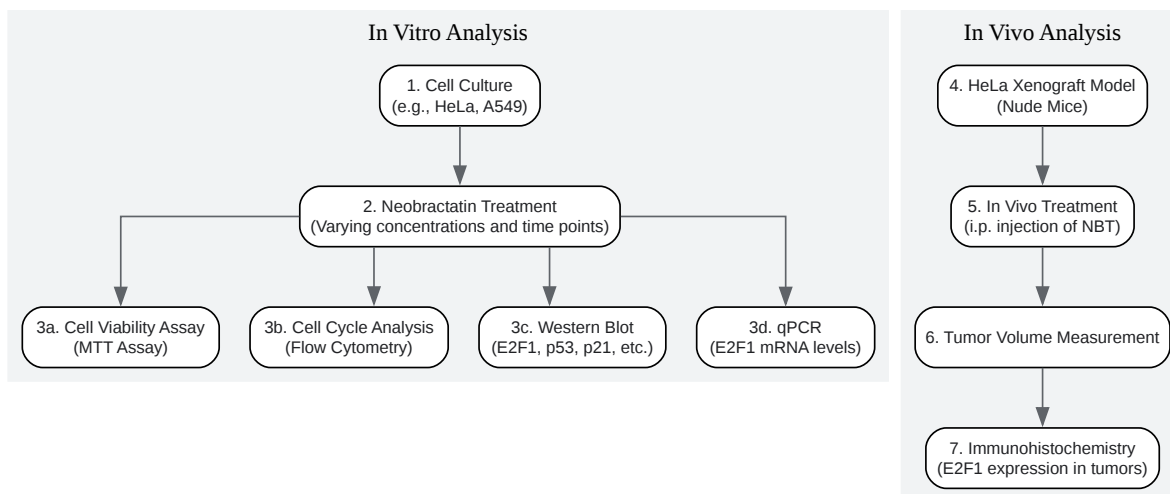 In Vitro Analysis
1. Cell Culture
(e.g., HeLa, A549)
2. Neobractatin Treatment
(Varying concentrations and time points)
3a. Cell Viability Assay
(MTT Assay)
3b. Cell Cycle Analysis
(Flow Cytometry)
3c. Western Blot
(E2F1, p53, p21, etc.)
3d. qPCR
(E2F1 mRNA levels)
In Vivo Analysis
4. HeLa Xenograft Model
(Nude Mice)
5. In Vivo Treatment
(i.p. injection of NBT)
6. Tumor Volume Measurement
7. Immunohistochemistry
(E2F1 expression in tumors)